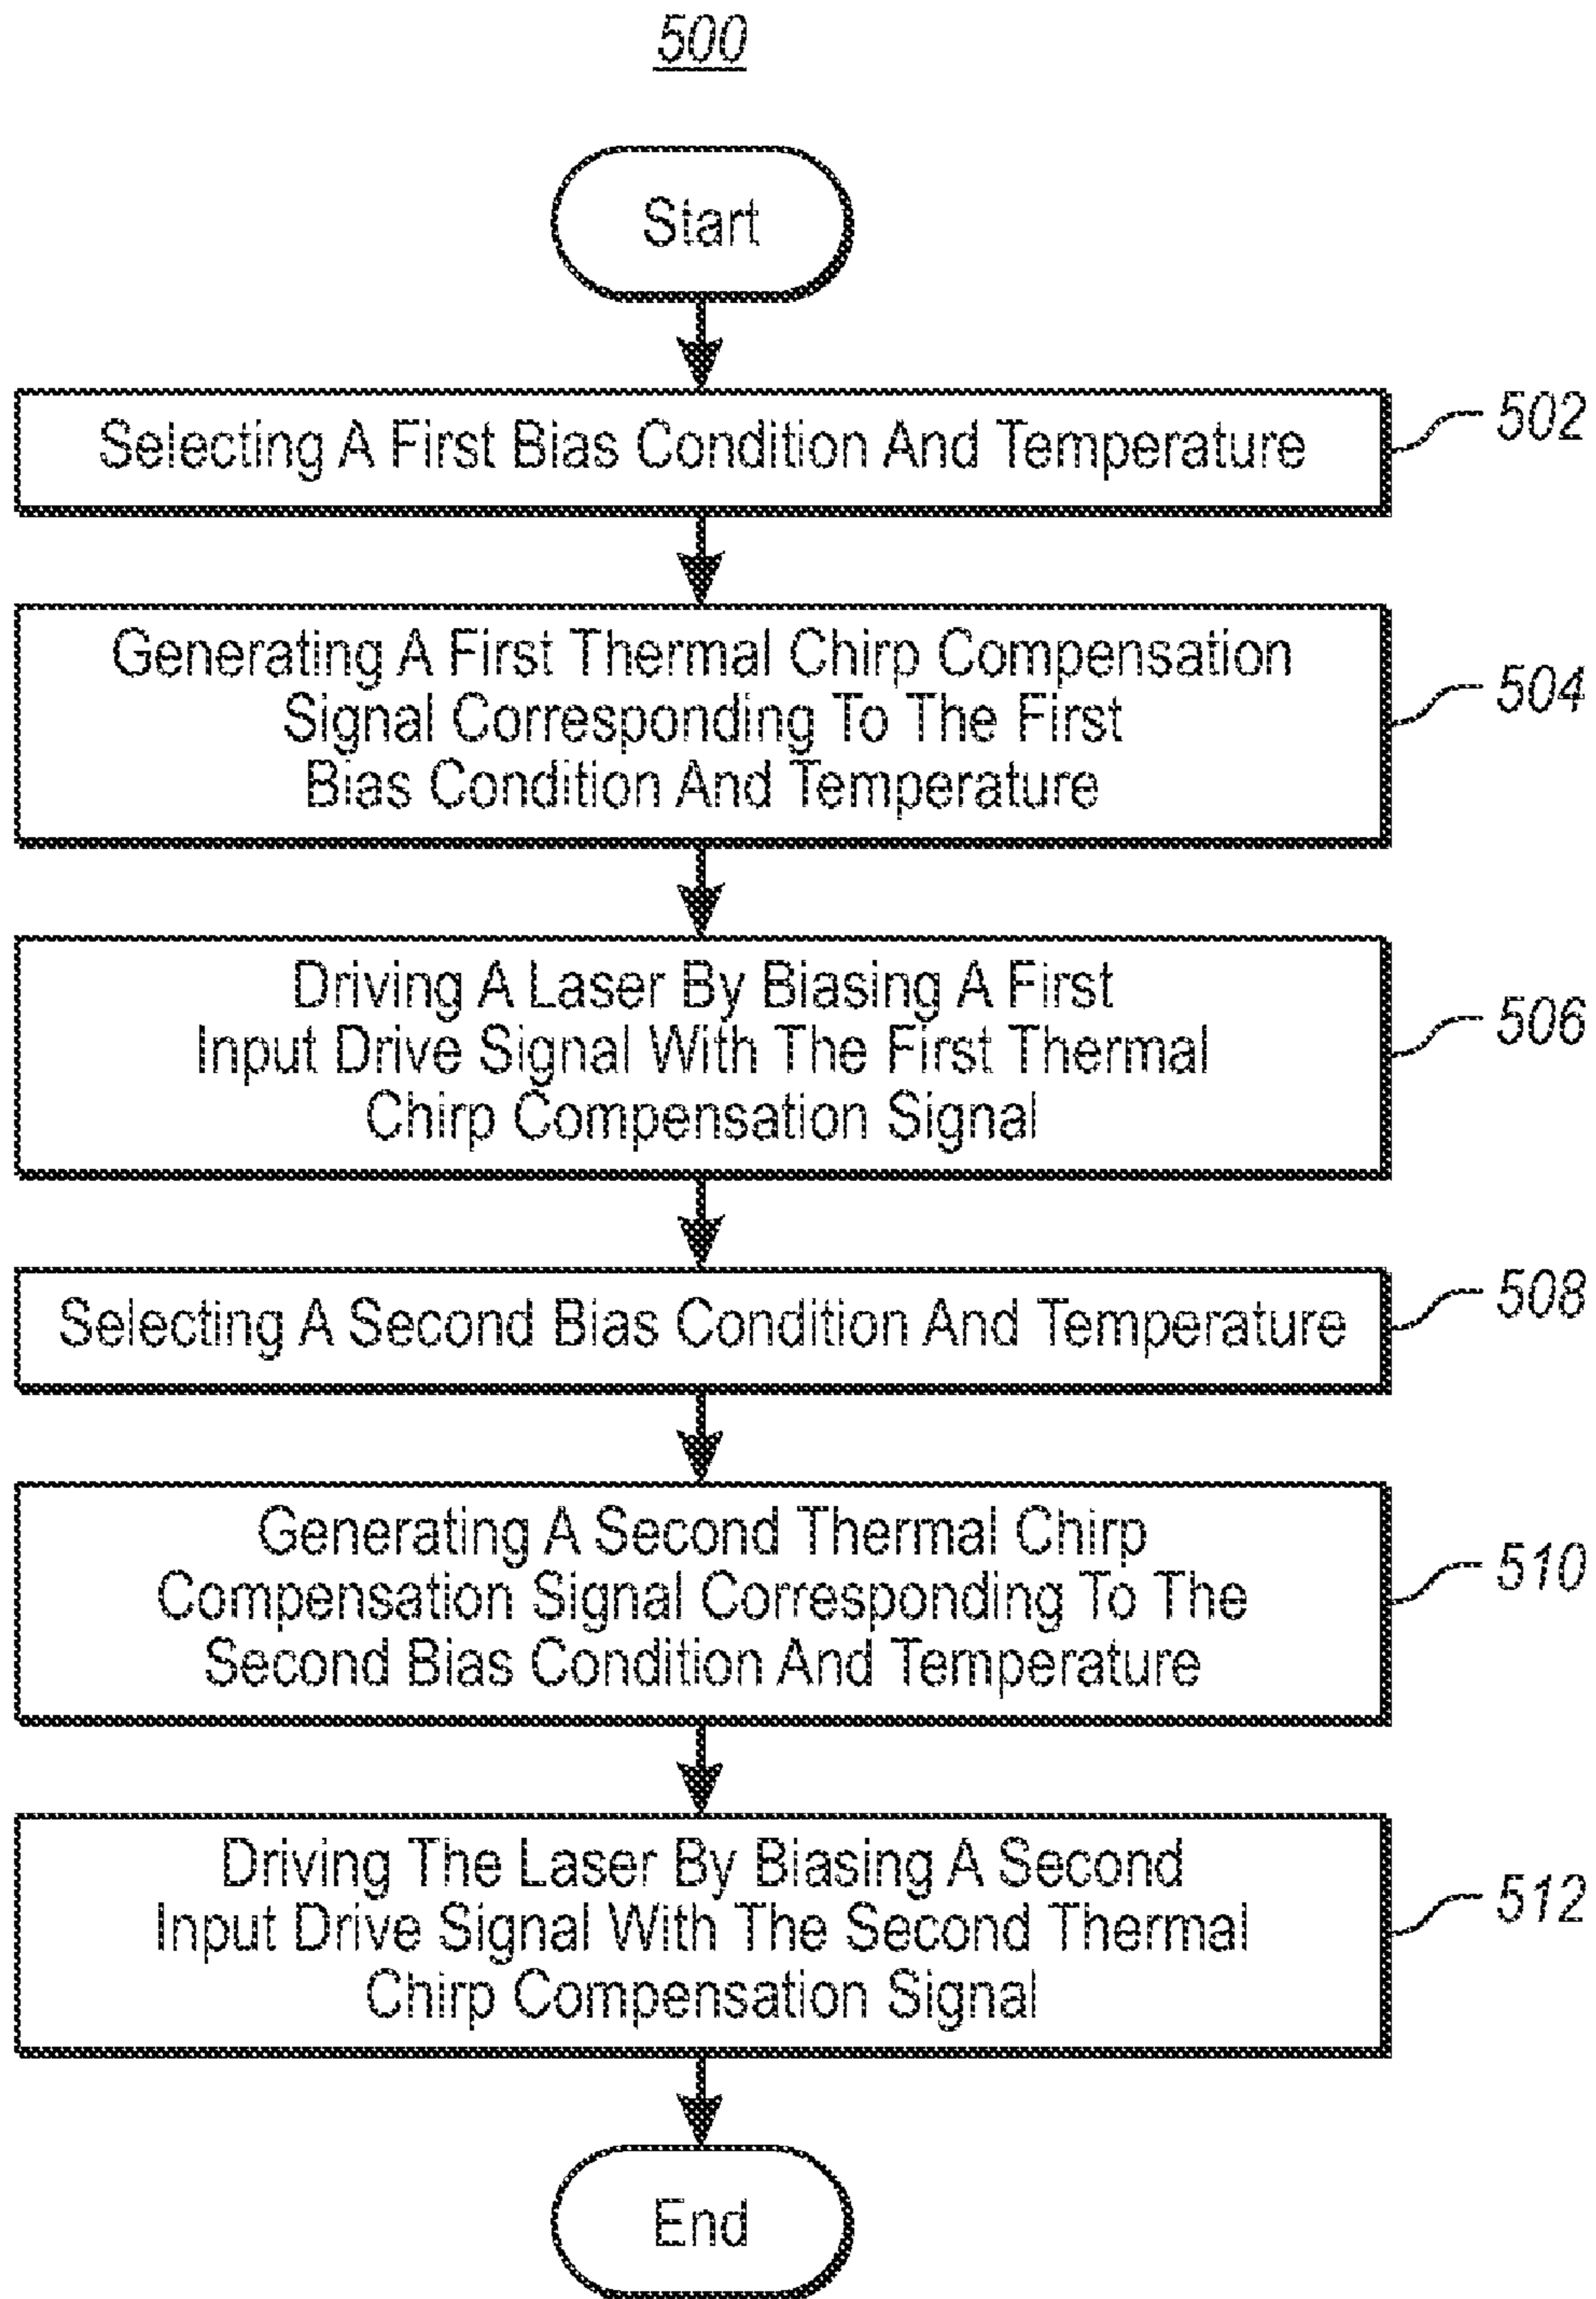 500
Start
Selecting A First Bias Condition And Temperature
502
Generating A First Thermal Chirp Compensation
Signal Corresponding To The First
Bias Condition And Temperature
504
Driving A Laser By Biasing A First
Input Drive Signal With The First Thermal
Chirp Compensation Signal
506
Selecting A Second Bias Condition And Temperature
508
Generating A Second Thermal Chirp
Compensation Signal Corresponding To The
Second Bias Condition And Temperature
510
Driving The Laser By Biasing A Second
Input Drive Signal With The Second Thermal
Chirp Compensation Signal
512
End